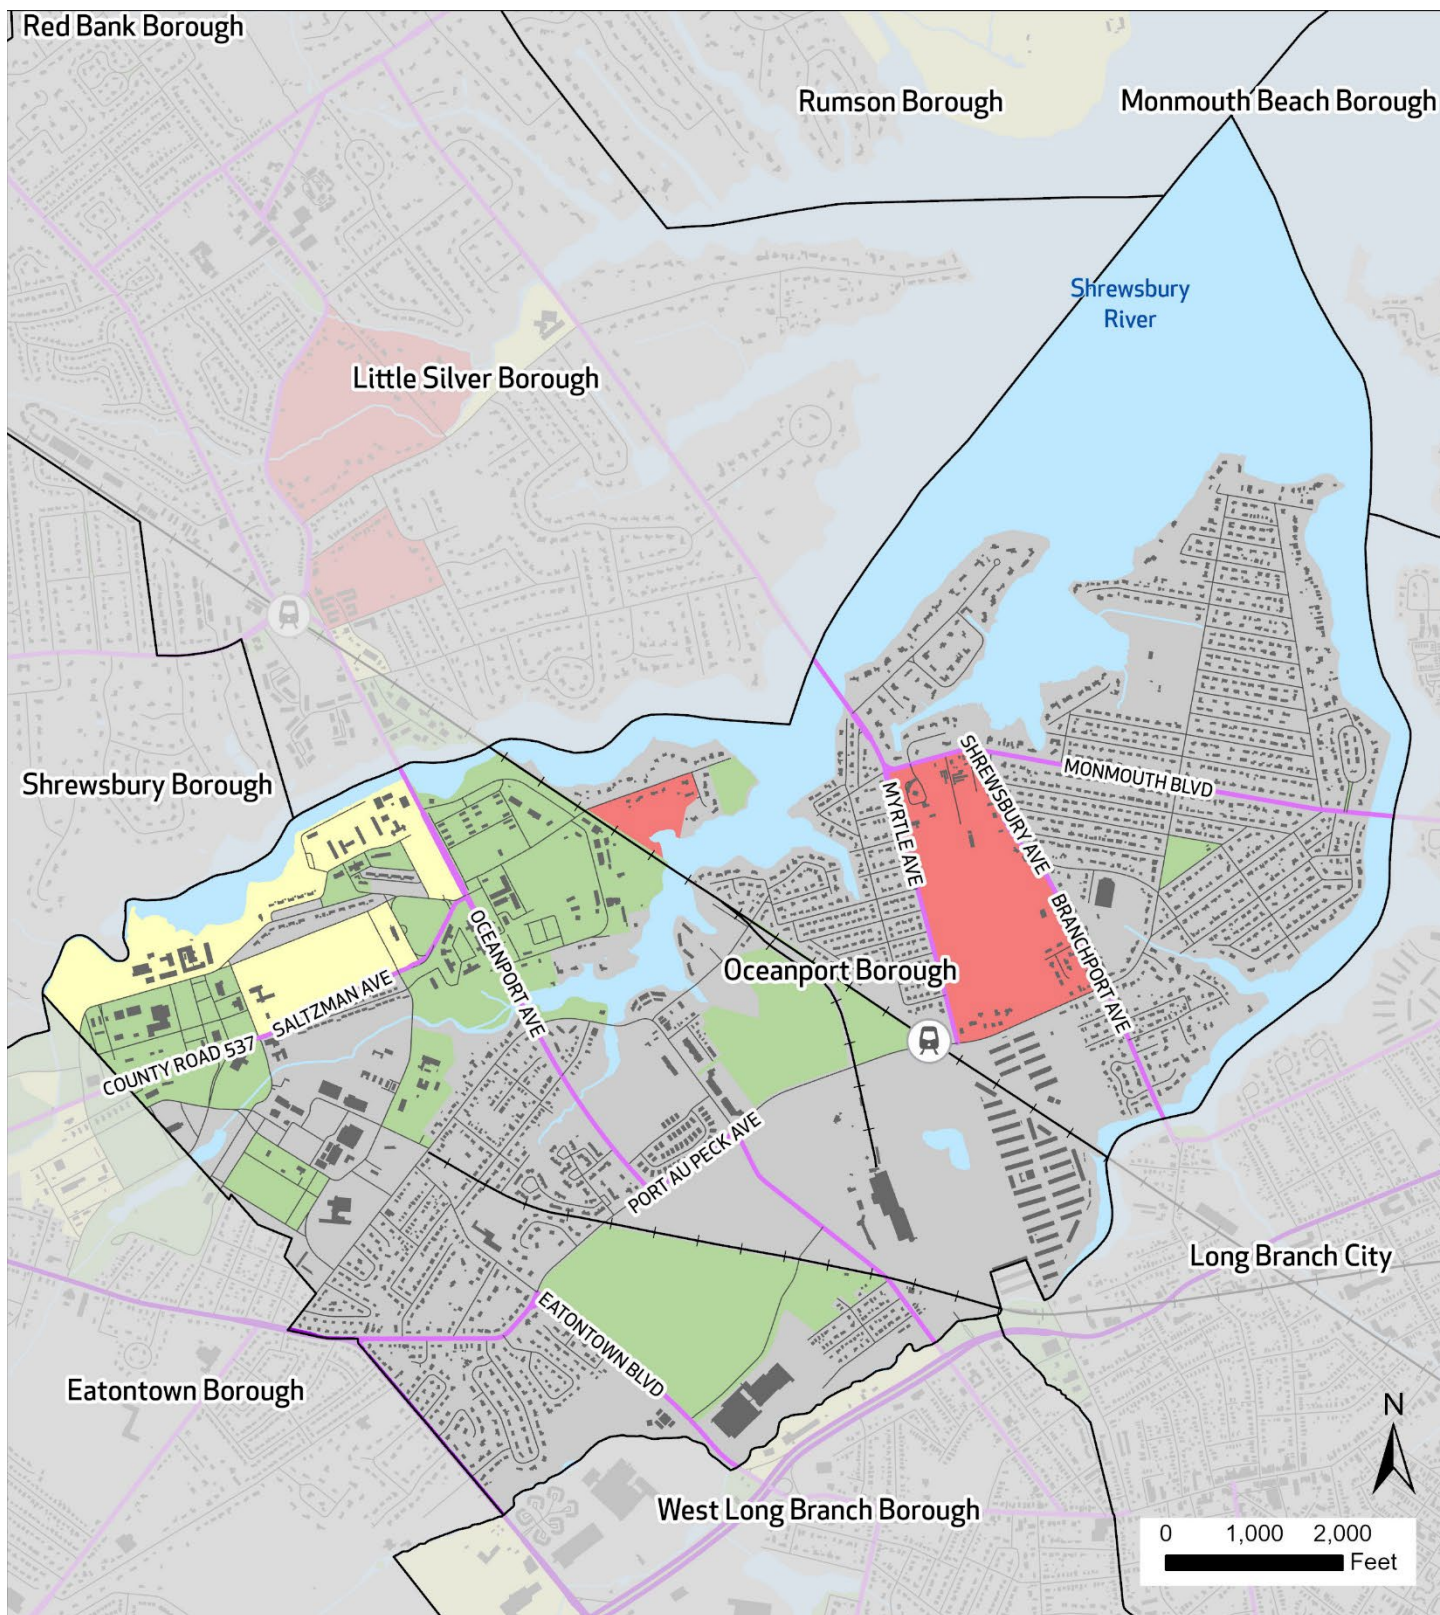 Red Bank Borough
Rumson Borough
Monmouth Beach Borough
Shrewsbury
River
Little Silver Borough
Shrewsbury Borough
SHREWSBURY AVE
MONMOUTH BLVD
MYRTLE AVE
OCEANPORT AVE
BRANCHPORT AVE
Oceanport Borough
SALTZMAN AVE
COUNTY ROAD 537
PORT AU PECK AVE
Long Branch City
EATONTOWN BLVD
Eatontown Borough
N
West Long Branch Borough
0 1,000 2,000
Feet